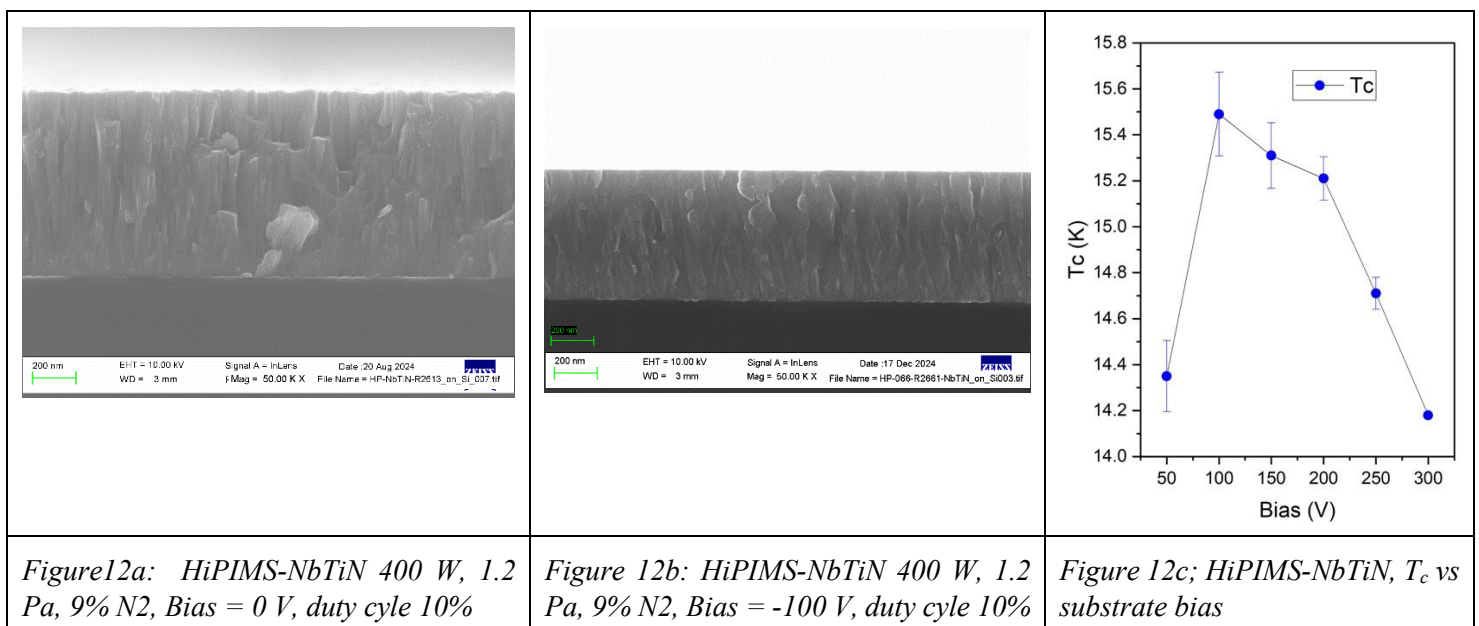 200 nm
EHT = 10.00 kV
WD = 3 mm
Signal A = InLens
Mag = 50.00 K X
Date :20 Aug 2024
File Name = HP-NbTiN-R2613_on_Si_007.tif
ZEISS
200 nm
200 nm
EHT = 10.00 kV
WD = 3 mm
Signal A = InLens
Mag = 50.00 K X
Date :17 Dec 2024
File Name = HP-066-R2661-NbTiN_on_Si003.tif
ZEISS
15.8
15.6
15.4
15.2
15.0
14.8
14.6
14.4
14.2
14.0
Tc (K)
Tc
50 100 150 200 250 300
Bias (V)
Figure12a: HiPIMS-NbTiN 400 W, 1.2
Pa, 9% N2, Bias = 0 V, duty cyle 10%
Figure 12b: HiPIMS-NbTiN 400 W, 1.2
Pa, 9% N2, Bias = -100 V, duty cyle 10%
Figure 12c; HiPIMS-NbTiN, Tc vs
substrate bias